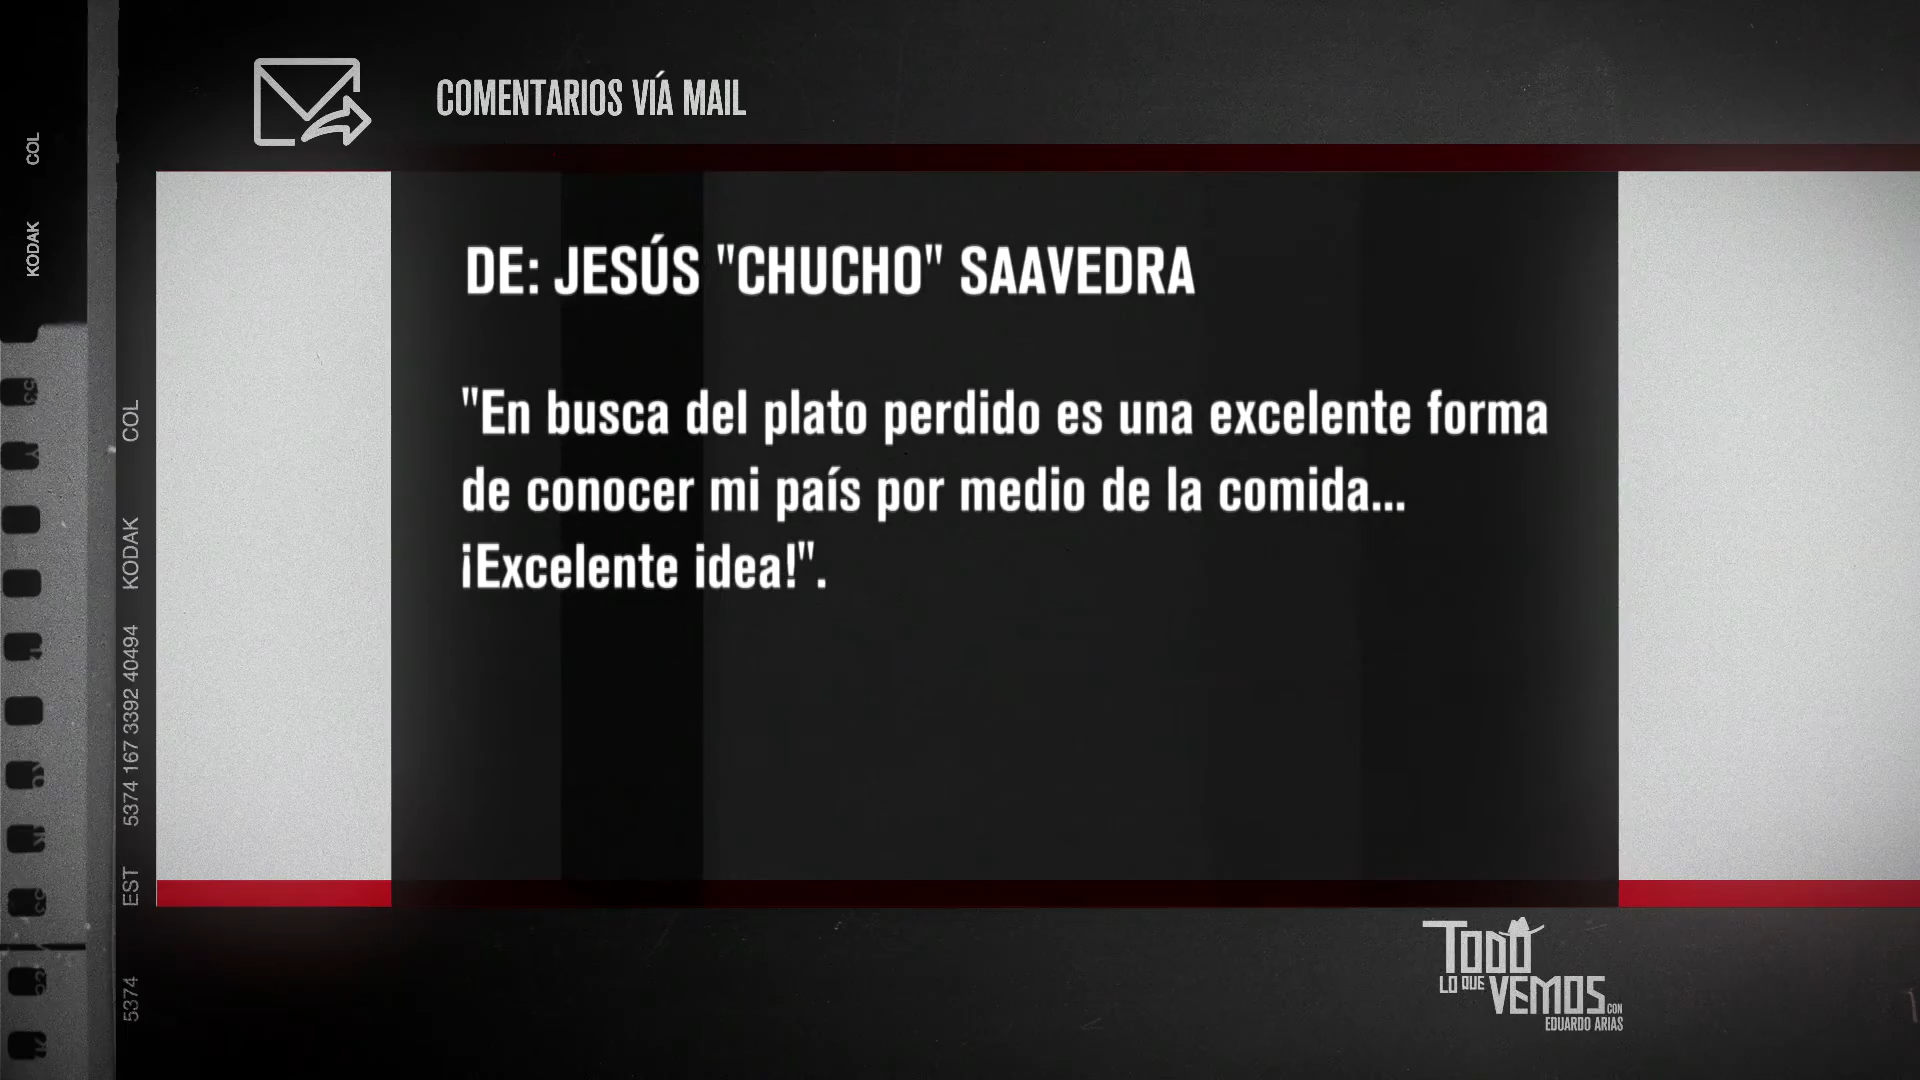 COMENTARIOS VÍÁ MAIL
DE: JESÚS "CHUCHO" SAAVEDRA
"En busca del plato perdido es una excelente forma
de conocer mi país por medio de la comida...
¡Excelente idea!".
COL
KODAK
COL
KODAK
5374 167 3392 40494
EST
5374
TODO
LO QUE VEMOS CON
EDUARDO ARIAS